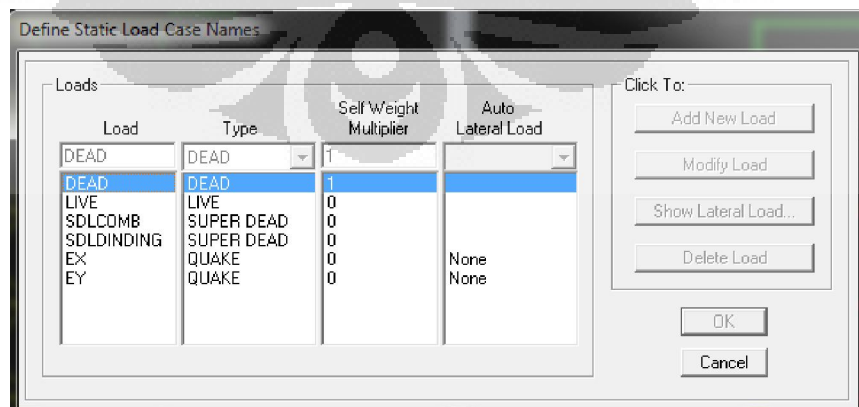 Define Static Load Case Names
Loads
Click To:
Load Type Self Weight Multiplier Auto Lateral Load
DEAD DEAD 1
DEAD DEAD 1
LIVE LIVE 0
SDLCOMB SUPER DEAD 0
SDLDINDING SUPER DEAD 0
EX QUAKE 0 None
EY QUAKE 0 None
Add New Load
Modify Load
Show Lateral Load...
Delete Load
OK
Cancel